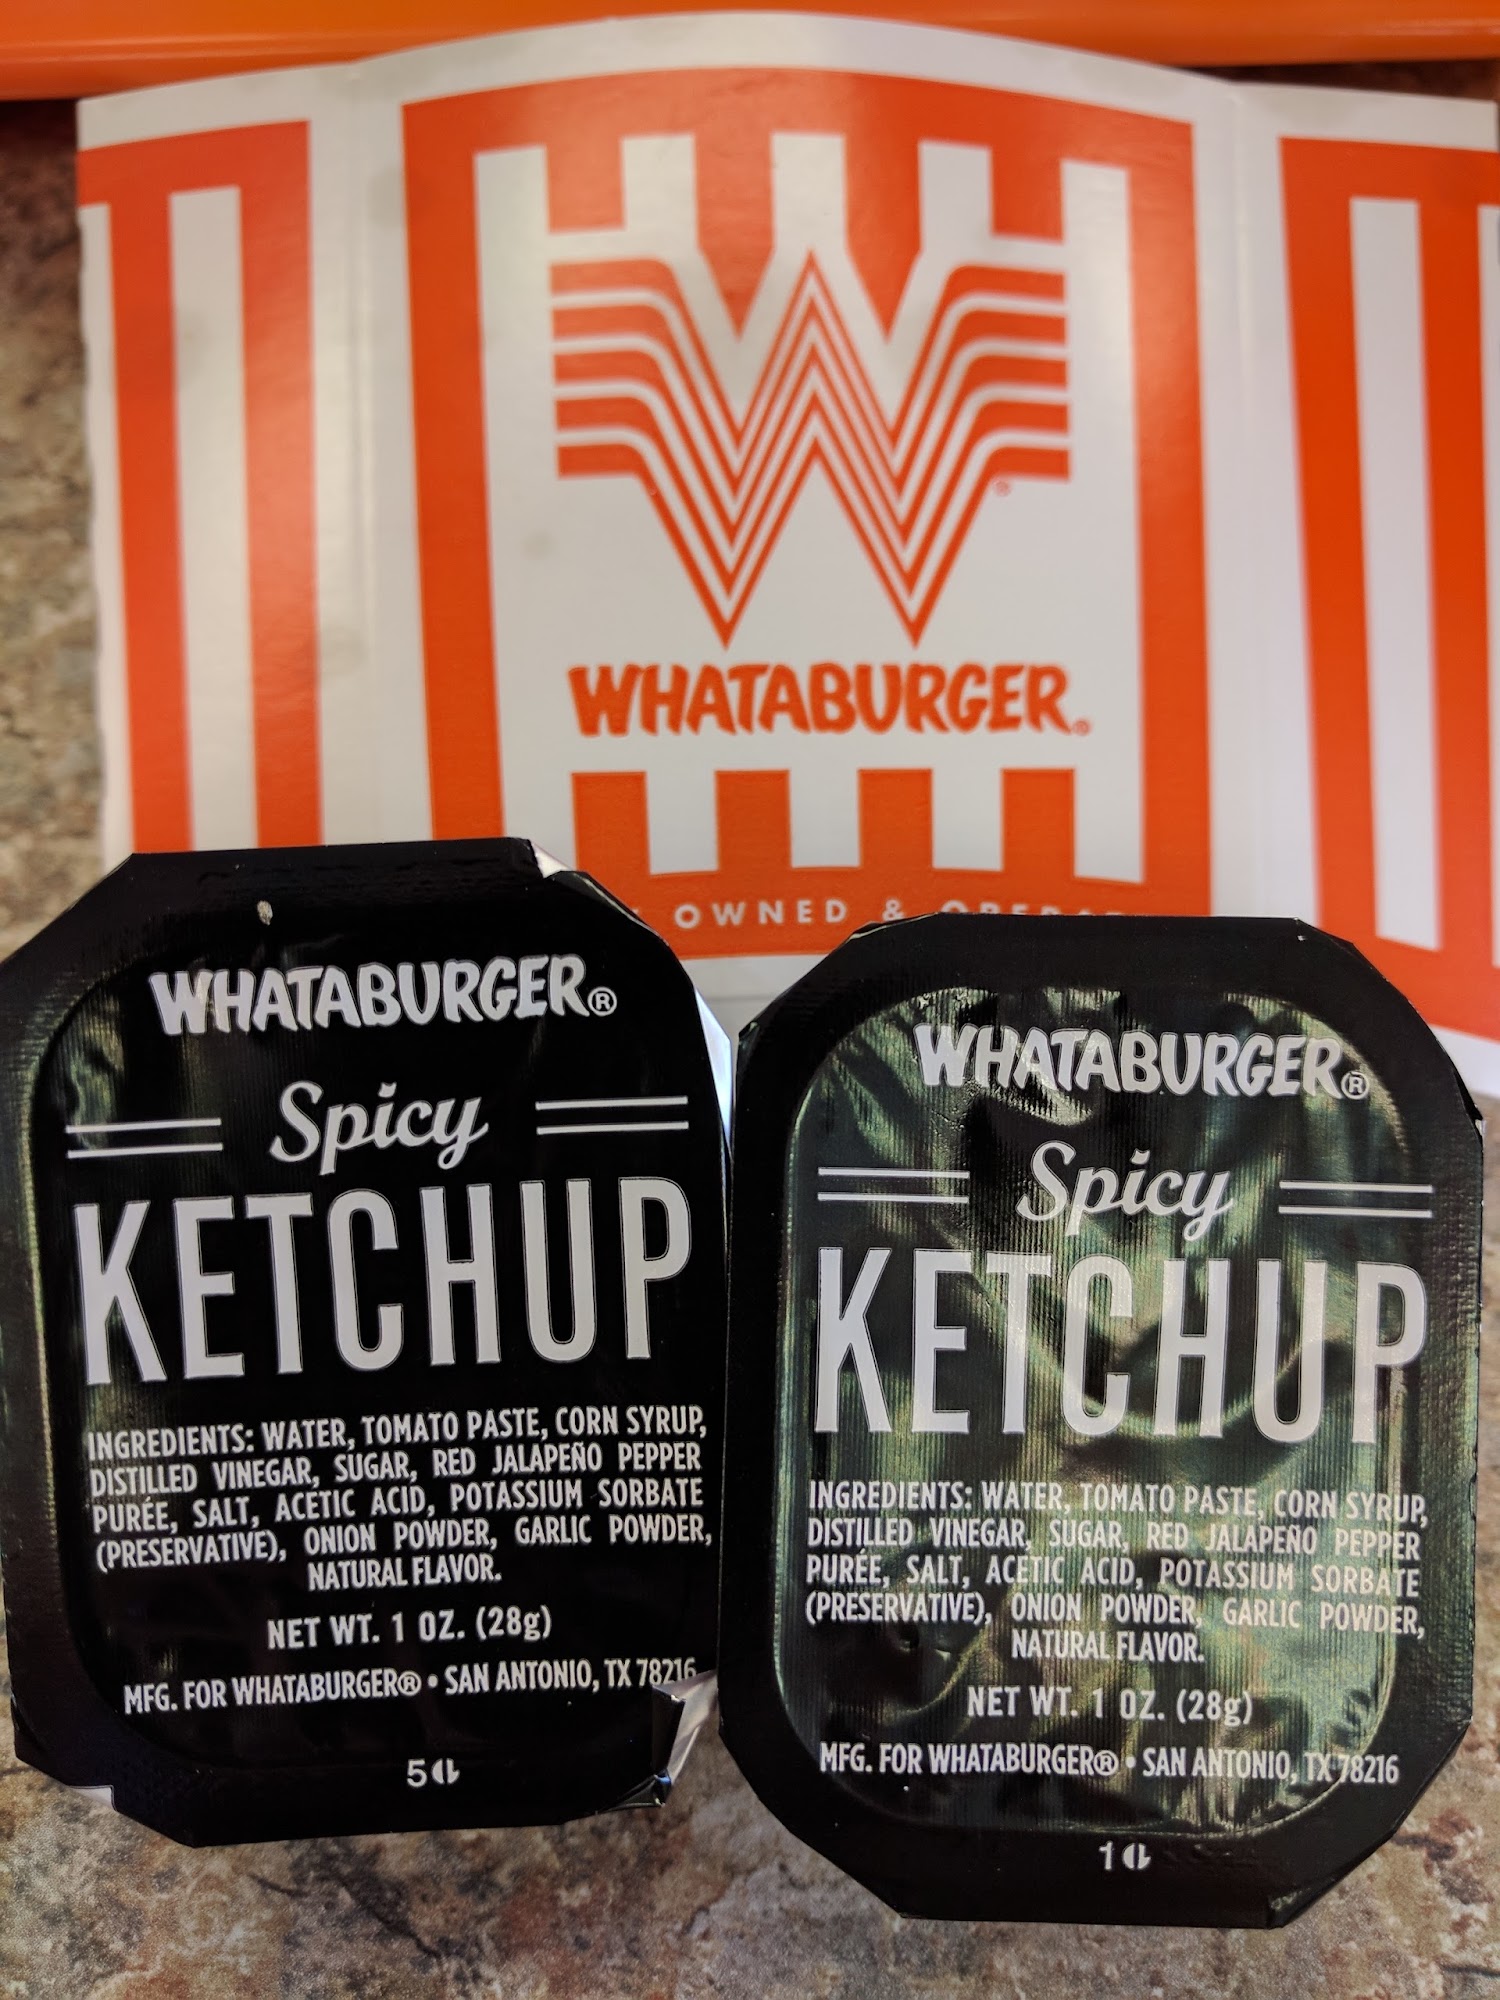 WHATABURGER®
OWNED &
WHATABURGER®
Spicy
KETCHUP
INGREDIENTS: WATER, TOMATO PASTE, CORN SYRUP,
DISTILLED VINEGAR, SUGAR, RED JALAPEÑO PEPPER
PURÉE, SALT, ACETIC ACID, POTASSIUM SORBATE
(PRESERVATIVE), ONION POWDER, GARLIC POWDER,
NATURAL FLAVOR.
NET WT. 1 OZ. (28g)
MFG. FOR WHATABURGER® • SAN ANTONIO, TX 78216
5
WHATABURGER®
Spicy
KETCHUP
INGREDIENTS: WATER, TOMATO PASTE, CORN SYRUP,
DISTILLED VINEGAR, SUGAR, RED JALAPEÑO PEPPER
PURÉE, SALT, ACETIC ACID, POTASSIUM SORBATE
(PRESERVATIVE), ONION POWDER, GARLIC POWDER,
NATURAL FLAVOR.
NET WT. 1 OZ. (28g)
MFG. FOR WHATABURGER® • SAN ANTONIO, TX 78216
1